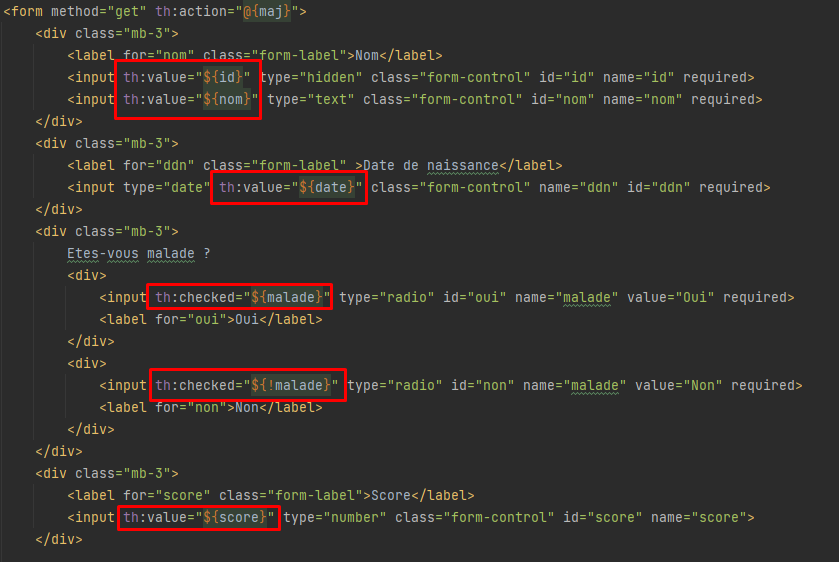 <form method="get" th:action="@{maj}">
<div class="mb-3">
<label for="nom" class="form-label">Nom</label>
<input th:value="${id}" type="hidden" class="form-control" id="id" name="id" required>
<input th:value="${nom}" type="text" class="form-control" id="nom" name="nom" required>
</div>
<div class="mb-3">
<label for="ddn" class="form-label" >Date de naissance</label>
<input type="date" th:value="${date}" class="form-control" name="ddn" id="ddn" required>
</div>
<div class="mb-3">
Etes-vous malade ?
<div>
<input th:checked="${malade}" type="radio" id="oui" name="malade" value="Oui" required>
<label for="oui">Oui</label>
</div>
<div>
<input th:checked="${!malade}" type="radio" id="non" name="malade" value="Non" required>
<label for="non">Non</label>
</div>
</div>
<div class="mb-3">
<label for="score" class="form-label">Score</label>
<input th:value="${score}" type="number" class="form-control" id="score" name="score">
</div>